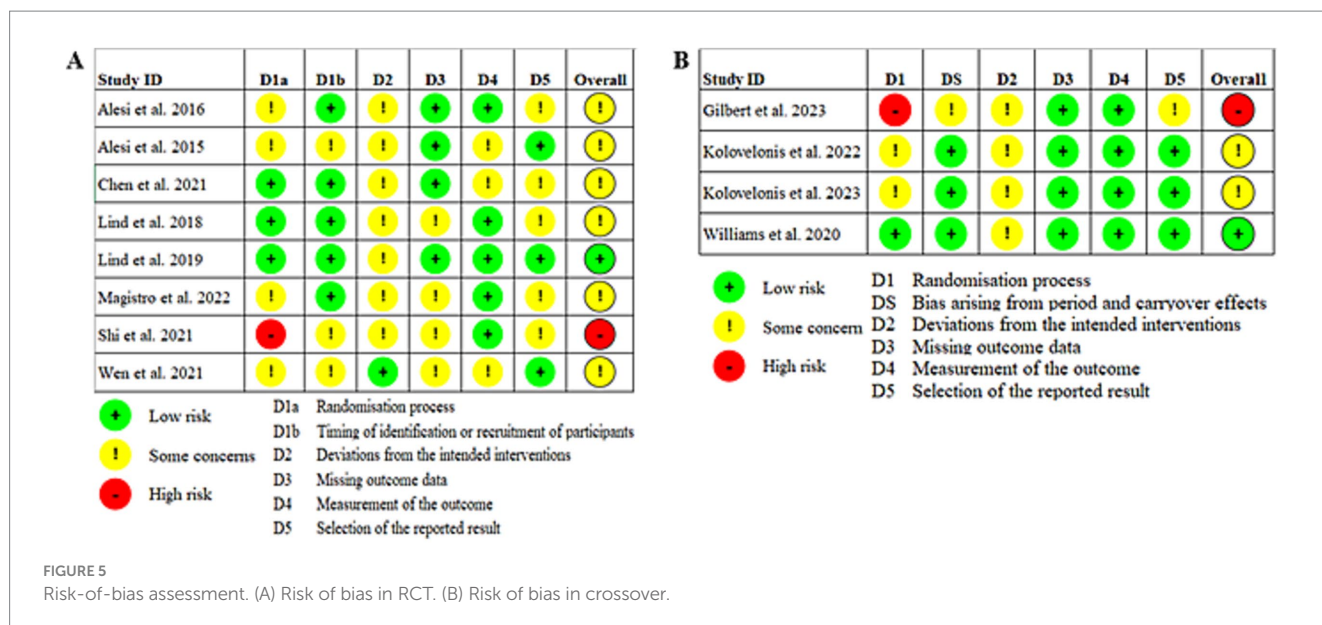 A
Study ID D1a D1b D2 D3 D4 D5 Overall
Alesi et al. 2016 ! + ! + + ! !
Alesi et al. 2015 ! ! ! + ! + !
Chen et al. 2021 + + ! + ! ! !
Lind et al. 2018 + + ! ! + ! !
Lind et al. 2019 + + ! + + + +
Magistro et al. 2022 ! + ! ! + ! !
Shi et al. 2021 - ! ! ! + ! -
Wen et al. 2021 ! ! + ! ! + !
+ Low risk
! Some concerns
- High risk
D1a Randomisation process
D1b Timing of identification or recruitment of participants
D2 Deviations from the intended interventions
D3 Missing outcome data
D4 Measurement of the outcome
D5 Selection of the reported result
B
Study ID D1 DS D2 D3 D4 D5 Overall
Gilbert et al. 2023 - ! ! + + ! -
Kolovelonis et al. 2022 ! + ! + + + !
Kolovelonis et al. 2023 ! + ! + + + !
Williams et al. 2020 + + ! + + + +
+ Low risk
! Some concern
- High risk
D1 Randomisation process
DS Bias arising from period and carryover effects
D2 Deviations from the intended interventions
D3 Missing outcome data
D4 Measurement of the outcome
D5 Selection of the reported result
FIGURE 5
Risk-of-bias assessment. (A) Risk of bias in RCT. (B) Risk of bias in crossover.